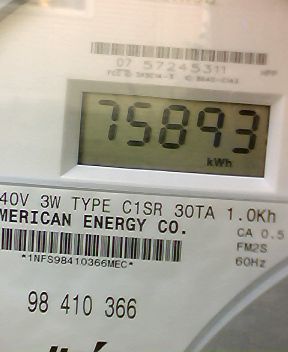 07 57245311
75893
kWh
40V 3W TYPE C1SR 30TA 1.0Kh
MERICAN ENERGY CO.
CA 0.5
FM2S
*1NFS98410366MEC*
60Hz
98 410 366